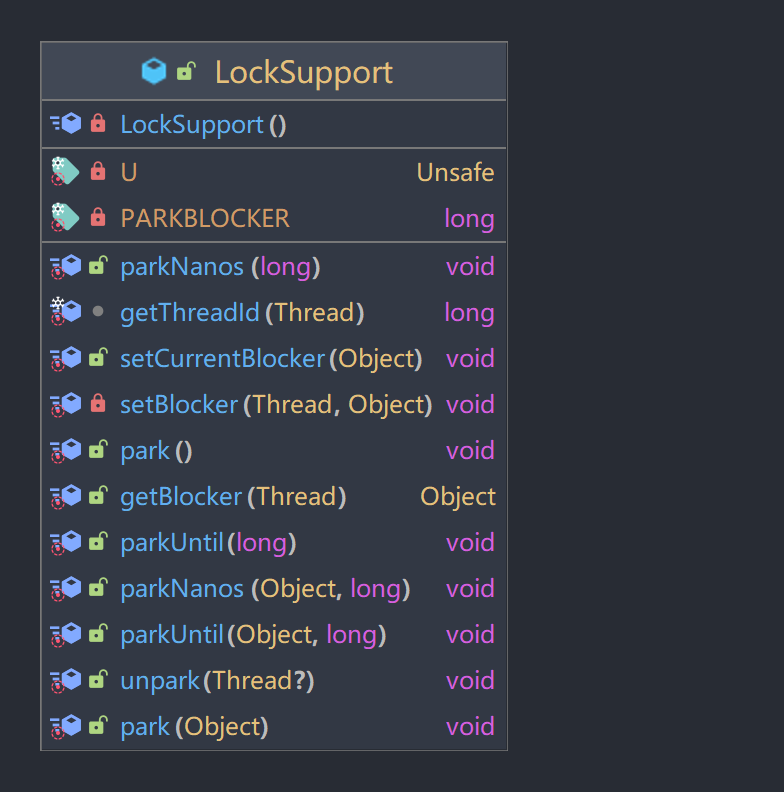 LockSupport
LockSupport()
U Unsafe
PARKBLOCKER long
parkNanos(long) void
getThreadId(Thread) long
setCurrentBlocker(Object) void
setBlocker(Thread, Object) void
park() void
getBlocker(Thread) Object
parkUntil(long) void
parkNanos(Object, long) void
parkUntil(Object, long) void
unpark(Thread?) void
park(Object) void